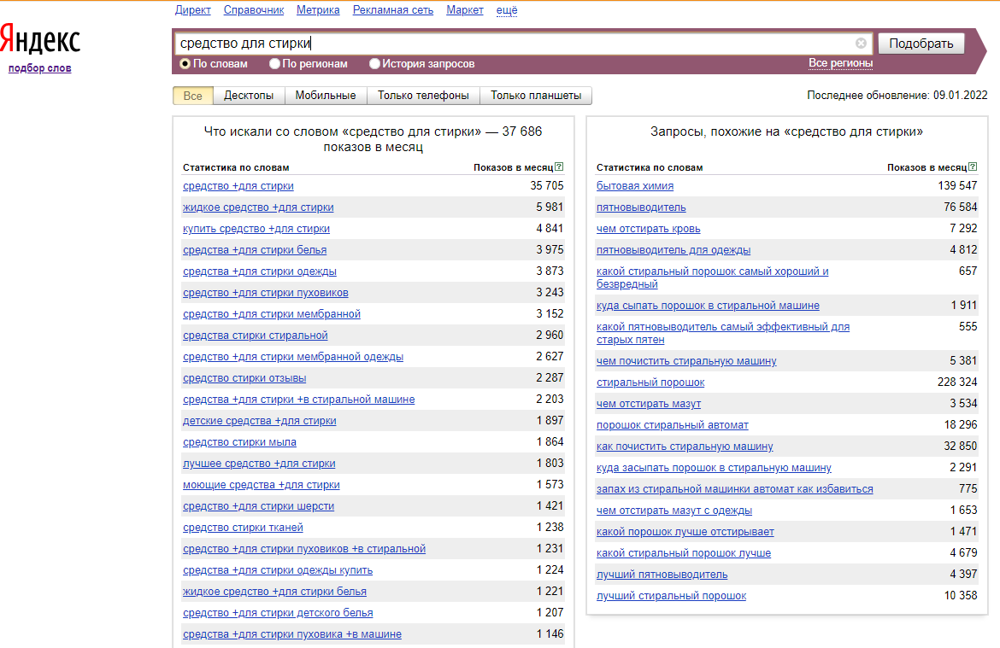 Директ Справочник Метрика Рекламная сеть Маркет ещё
Яндекс
подбор слов
средство для стирки
Подобрать
По словам По регионам История запросов
Все регионы
Все Десктопы Мобильные Только телефоны Только планшеты
Последнее обновление: 09.01.2022
Что искали со словом «средство для стирки» — 37 686
показов в месяц
Статистика по словам Показов в месяц ?
средство +для стирки 35 705
жидкое средство +для стирки 5 981
купить средство +для стирки 4 841
средства +для стирки белья 3 975
средства +для стирки одежды 3 873
средство +для стирки пуховиков 3 243
средство +для стирки мембранной 3 152
средства стирки стиральной 2 960
средство +для стирки мембранной одежды 2 627
средство стирки отзывы 2 287
средства +для стирки +в стиральной машине 2 203
детские средства +для стирки 1 897
средство стирки мыла 1 864
лучшее средство +для стирки 1 803
моющие средства +для стирки 1 573
средство +для стирки шерсти 1 421
средство стирки тканей 1 238
средство +для стирки пуховиков +в стиральной 1 231
средства +для стирки одежды купить 1 224
жидкое средство +для стирки белья 1 221
средство +для стирки детского белья 1 207
средства +для стирки пуховика +в машине 1 146
Запросы, похожие на «средство для стирки»
Статистика по словам Показов в месяц ?
бытовая химия 139 547
пятновыводитель 76 584
чем отстирать кровь 7 292
пятновыводитель для одежды 4 812
какой стиральный порошок самый хороший и 657
безвредный
куда сыпать порошок в стиральной машине 1 911
какой пятновыводитель самый эффективный для 555
старых пятен
чем почистить стиральную машину 5 381
стиральный порошок 228 324
чем отстирать мазут 3 534
порошок стиральный автомат 18 296
как почистить стиральную машину 32 850
куда засыпать порошок в стиральную машину 2 291
запах из стиральной машинки автомат как избавиться 775
чем отстирать мазут с одежды 1 653
какой порошок лучше отстирывает 1 471
какой стиральный порошок лучше 4 679
лучший пятновыводитель 4 397
лучший стиральный порошок 10 358